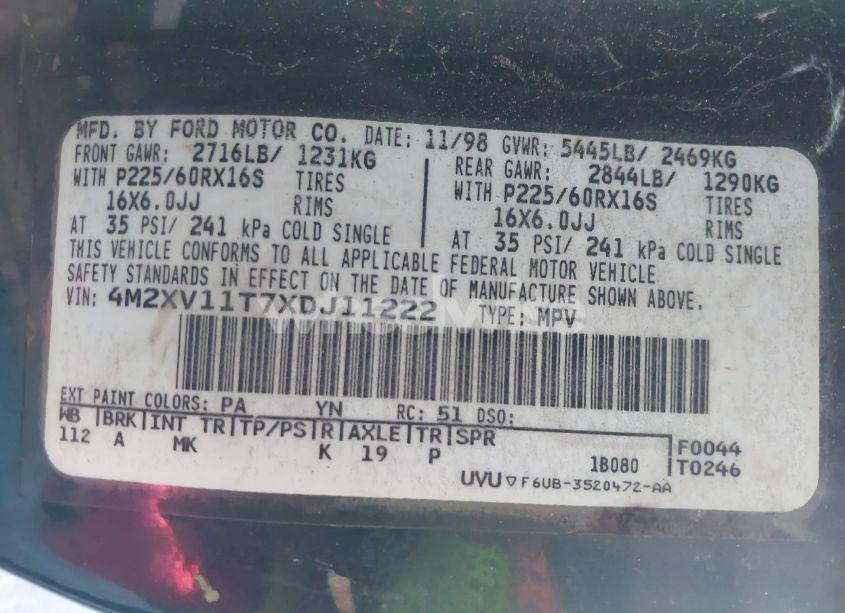 MFD. BY FORD MOTOR CO. DATE: 11/98 GVWR: 5445LB/ 2469KG
FRONT GAWR: 2716LB/ 1231KG
WITH P225/60RX16S TIRES
16X6.0JJ RIMS
AT 35 PSI/ 241 kPa COLD SINGLE
REAR GAWR: 2844LB/ 1290KG
WITH P225/60RX16S TIRES
16X6.0JJ RIMS
AT 35 PSI/ 241 kPa COLD SINGLE
THIS VEHICLE CONFORMS TO ALL APPLICABLE FEDERAL MOTOR VEHICLE
SAFETY STANDARDS IN EFFECT ON THE DATE OF MANUFACTURE SHOWN ABOVE.
VIN: 4M2XV11T7XDJ11222 TYPE: MPV
EXT PAINT COLORS: PA YN RC: 51 DSO:
WB BRK INT TR TP/PS R AXLE TR SPR F0044
112 A MK K 19 P 1B080 T0246
UVU F6UB-3520472-AA